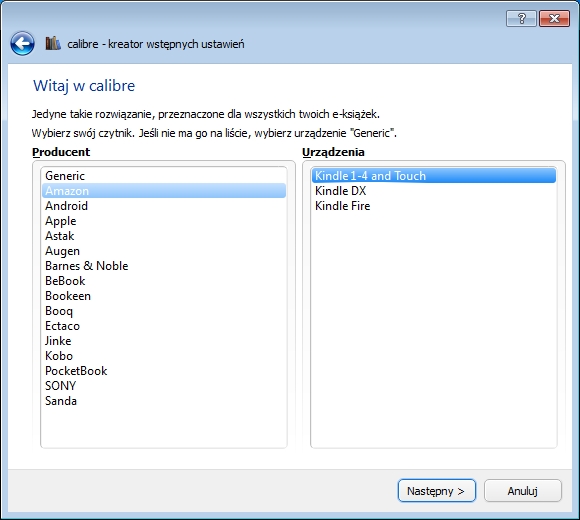 calibre - kreator wstępnych ustawień
Witaj w calibre
Jedyne takie rozwiązanie, przeznaczone dla wszystkich twoich e-książek.
Wybierz swój czytnik. Jeśli nie ma go na liście, wybierz urządzenie "Generic".
Producent
Urządzenia
Generic
Amazon
Android
Apple
Astak
Augen
Barnes & Noble
BeBook
Bookeen
Booq
Ectaco
Jinke
Kobo
PocketBook
SONY
Sanda
Kindle 1-4 and Touch
Kindle DX
Kindle Fire
Następny >
Anuluj